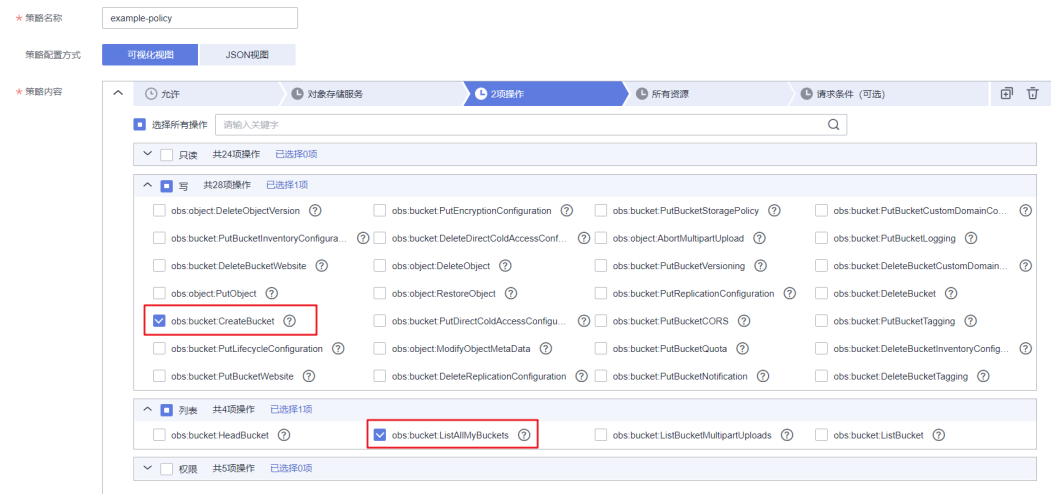 * 策略名称 example-policy
策略配置方式 可视化视图 JSON视图
* 策略内容 允许 对象存储服务 2项操作 所有资源 请求条件 (可选)
选择所有操作 请输入关键字
只读 共24项操作 已选择0项
写 共28项操作 已选择1项
obs:object:DeleteObjectVersion obs:bucket:PutEncryptionConfiguration obs:bucket:PutBucketStoragePolicy obs:bucket:PutBucketCustomDomainCo...
obs:bucket:PutBucketInventoryConfigura... obs:bucket:DeleteDirectColdAccessConf... obs:object:AbortMultipartUpload obs:bucket:PutBucketLogging
obs:bucket:DeleteBucketWebsite obs:object:DeleteObject obs:bucket:PutBucketVersioning obs:bucket:DeleteBucketCustomDomain...
obs:object:PutObject obs:object:RestoreObject obs:bucket:PutReplicationConfiguration obs:bucket:DeleteBucket
obs:bucket:CreateBucket obs:bucket:PutDirectColdAccessConfigu... obs:bucket:PutBucketCORS obs:bucket:PutBucketTagging
obs:bucket:PutLifecycleConfiguration obs:object:ModifyObjectMetaData obs:bucket:PutBucketQuota obs:bucket:DeleteBucketInventoryConfig...
obs:bucket:PutBucketWebsite obs:bucket:DeleteReplicationConfiguration obs:bucket:PutBucketNotification obs:bucket:DeleteBucketTagging
列表 共4项操作 已选择1项
obs:bucket:HeadBucket obs:bucket:ListAllMyBuckets obs:bucket:ListBucketMultipartUploads obs:bucket:ListBucket
权限 共5项操作 已选择0项